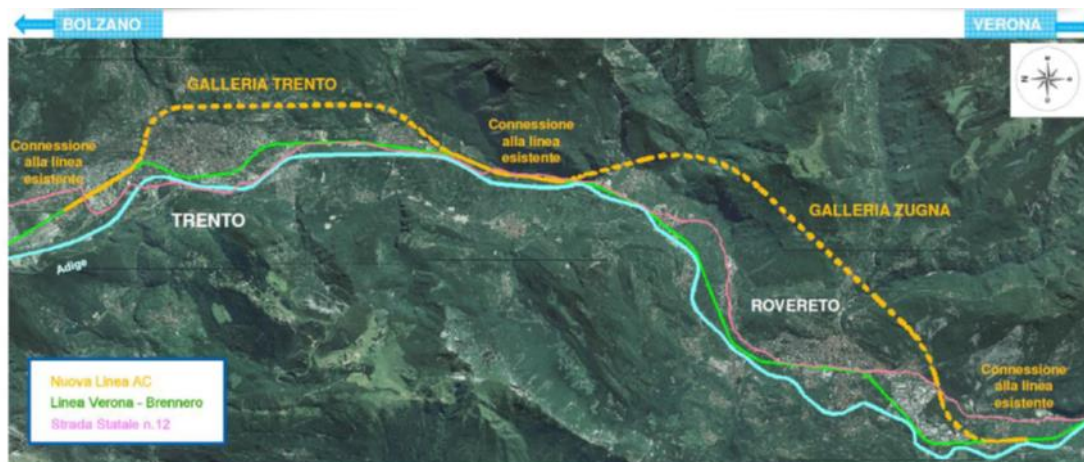 BOLZANO
VERONA
GALLERIA TRENTO
Connessione
alla linea
esistente
Connessione
alla linea
esistente
GALLERIA ZUGNA
TRENTO
Adige
ROVERETO
Connessione
alla linea
esistente
Nuova Linea AC
Linea Verona - Brennero
Strada Statale n.12
N